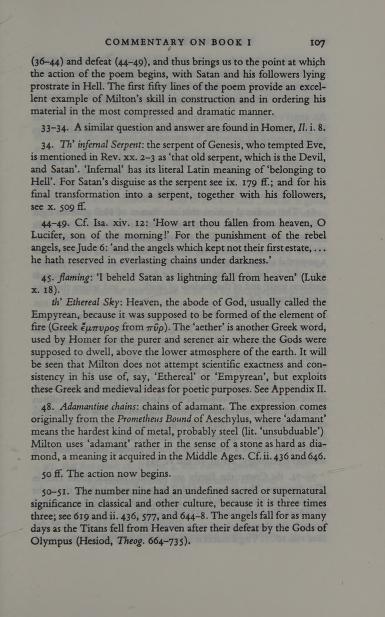 COMMENTARY ON BOOK I 107
(36–44) and defeat (44–49), and thus brings us to the point at which
the action of the poem begins, with Satan and his followers lying
prostrate in Hell. The first fifty lines of the poem provide an excel-
lent example of Milton's skill in construction and in ordering his
material in the most compressed and dramatic manner.
33–34. A similar question and answer are found in Homer, Il. i. 8.
34. Th' infernal Serpent: the serpent of Genesis, who tempted Eve,
is mentioned in Rev. xx. 2–3 as 'that old serpent, which is the Devil,
and Satan'. 'Infernal' has its literal Latin meaning of 'belonging to
Hell'. For Satan's disguise as the serpent see ix. 179 ff.; and for his
final transformation into a serpent, together with his followers,
see x. 509 ff.
44–49. Cf. Isa. xiv. 12: 'How art thou fallen from heaven, O
Lucifer, son of the morning!' For the punishment of the rebel
angels, see Jude 6: 'and the angels which kept not their first estate, . . .
he hath reserved in everlasting chains under darkness.'
45. flaming: 'I beheld Satan as lightning fall from heaven' (Luke
x. 18).
th' Ethereal Sky: Heaven, the abode of God, usually called the
Empyrean, because it was supposed to be formed of the element of
fire (Greek ἔμπυρος from πῦρ). The 'aether' is another Greek word,
used by Homer for the purer and serener air where the Gods were
supposed to dwell, above the lower atmosphere of the earth. It will
be seen that Milton does not attempt scientific exactness and con-
sistency in his use of, say, 'Ethereal' or 'Empyrean', but exploits
these Greek and medieval ideas for poetic purposes. See Appendix II.
48. Adamantine chains: chains of adamant. The expression comes
originally from the Prometheus Bound of Aeschylus, where 'adamant'
means the hardest kind of metal, probably steel (lit. 'unsubduable')
Milton uses 'adamant' rather in the sense of a stone as hard as dia-
mond, a meaning it acquired in the Middle Ages. Cf. ii. 436 and 646.
50 ff. The action now begins.
50–51. The number nine had an undefined sacred or supernatural
significance in classical and other culture, because it is three times
three; see 619 and ii. 436, 577, and 644–8. The angels fall for as many
days as the Titans fell from Heaven after their defeat by the Gods of
Olympus (Hesiod, Theog. 664–735).